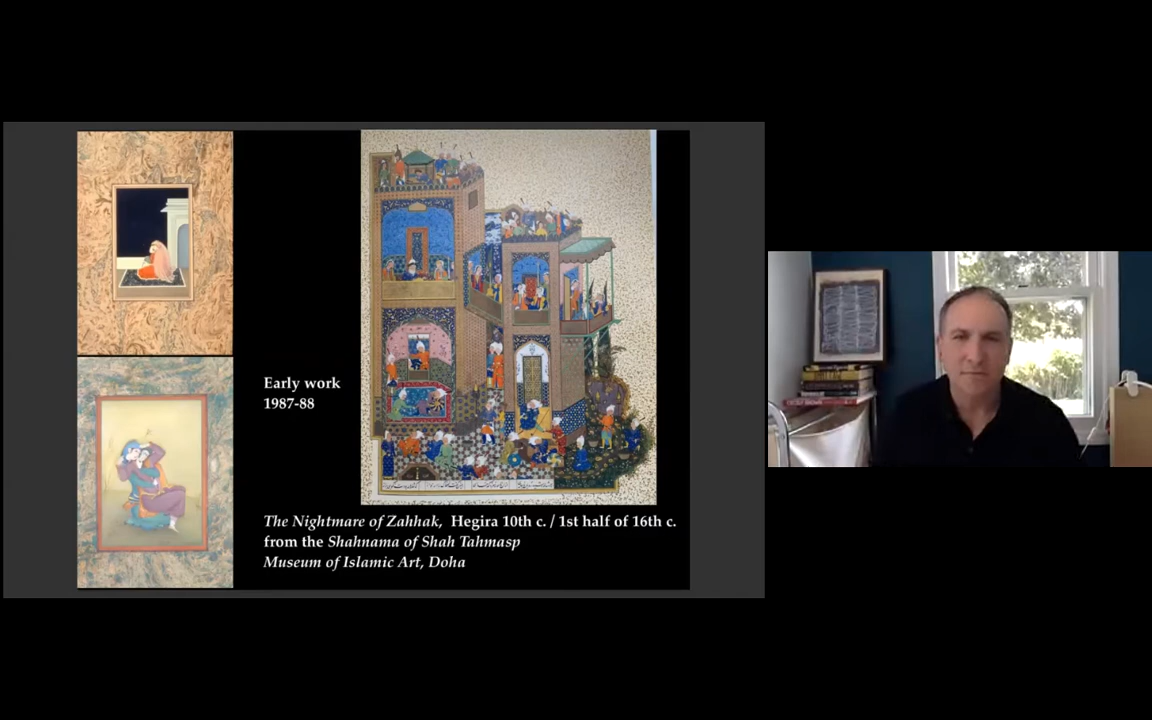 Early work
1987-88
The Nightmare of Zahhak, Hegira 10th c. / 1st half of 16th c.
from the Shahnama of Shah Tahmasp
Museum of Islamic Art, Doha